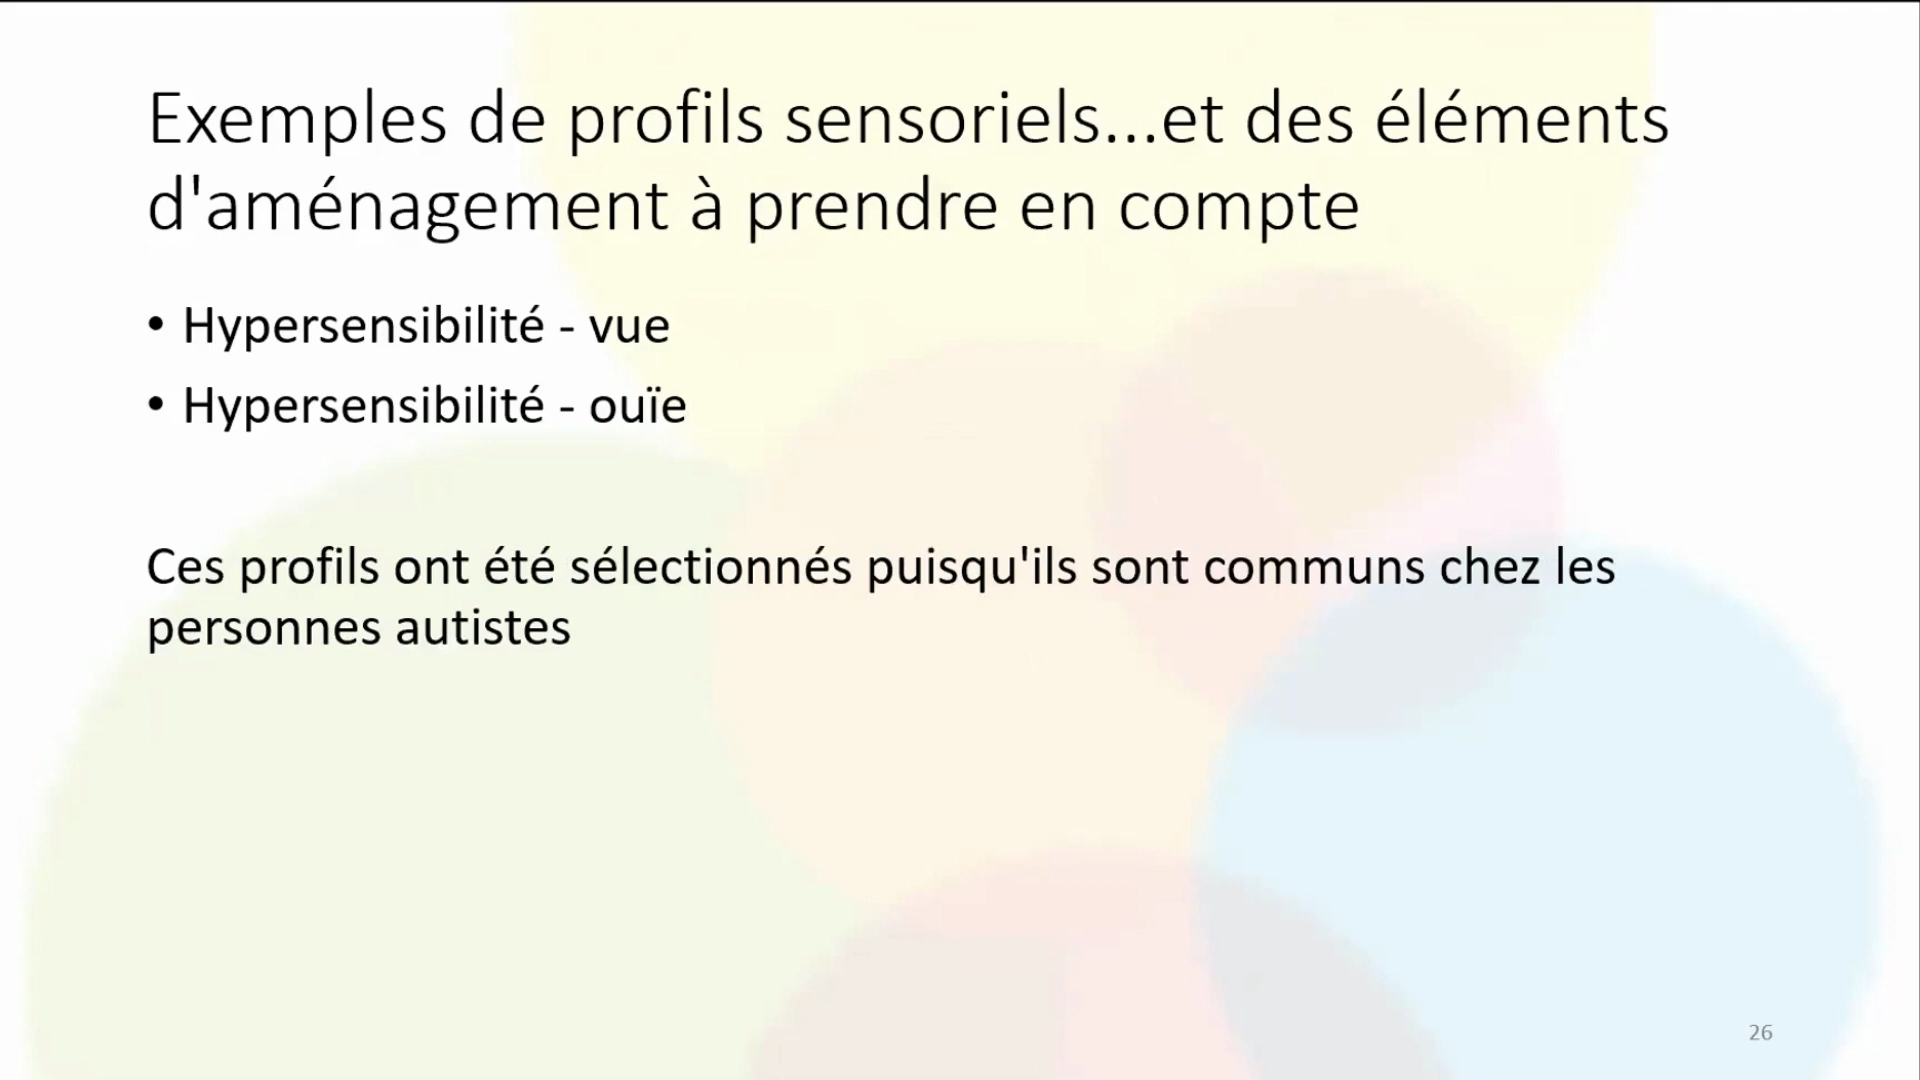 Exemples de profils sensoriels...et des éléments
d'aménagement à prendre en compte
• Hypersensibilité - vue
• Hypersensibilité - ouïe
Ces profils ont été sélectionnés puisqu'ils sont communs chez les
personnes autistes
26